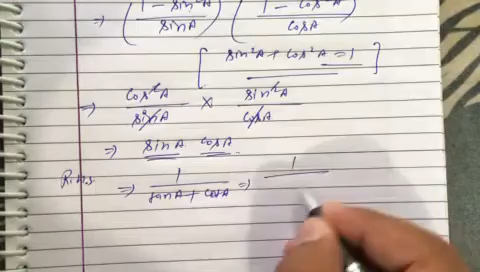 ⇒ (1 - sin²A / sinA) (1 - cos²A / cosA)
[sin²A + cos²A = 1]
⇒ cos²A / sinA × sin²A / cosA
⇒ sinA cosA
R.H.S ⇒ 1 / tanA + cotA ⇒ 1